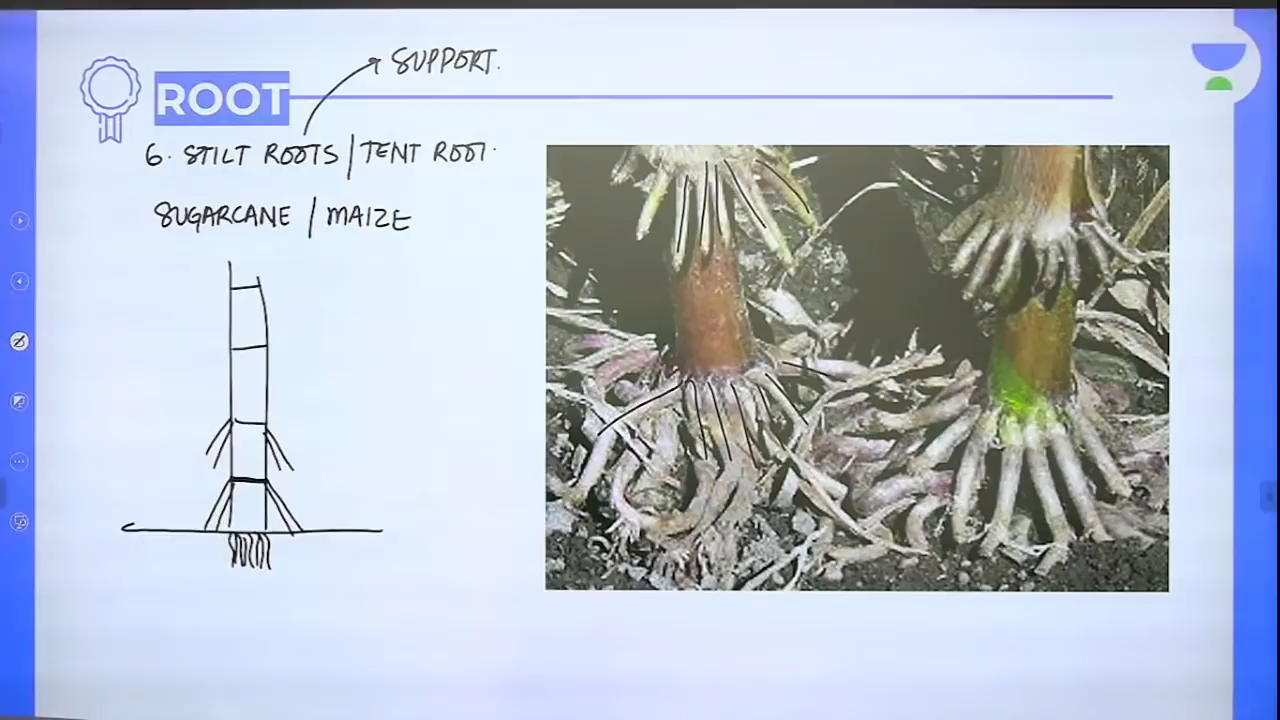 SUPPORT.
ROOT
6. STILT ROOTS / TENT ROOT.
SUGARCANE / MAIZE